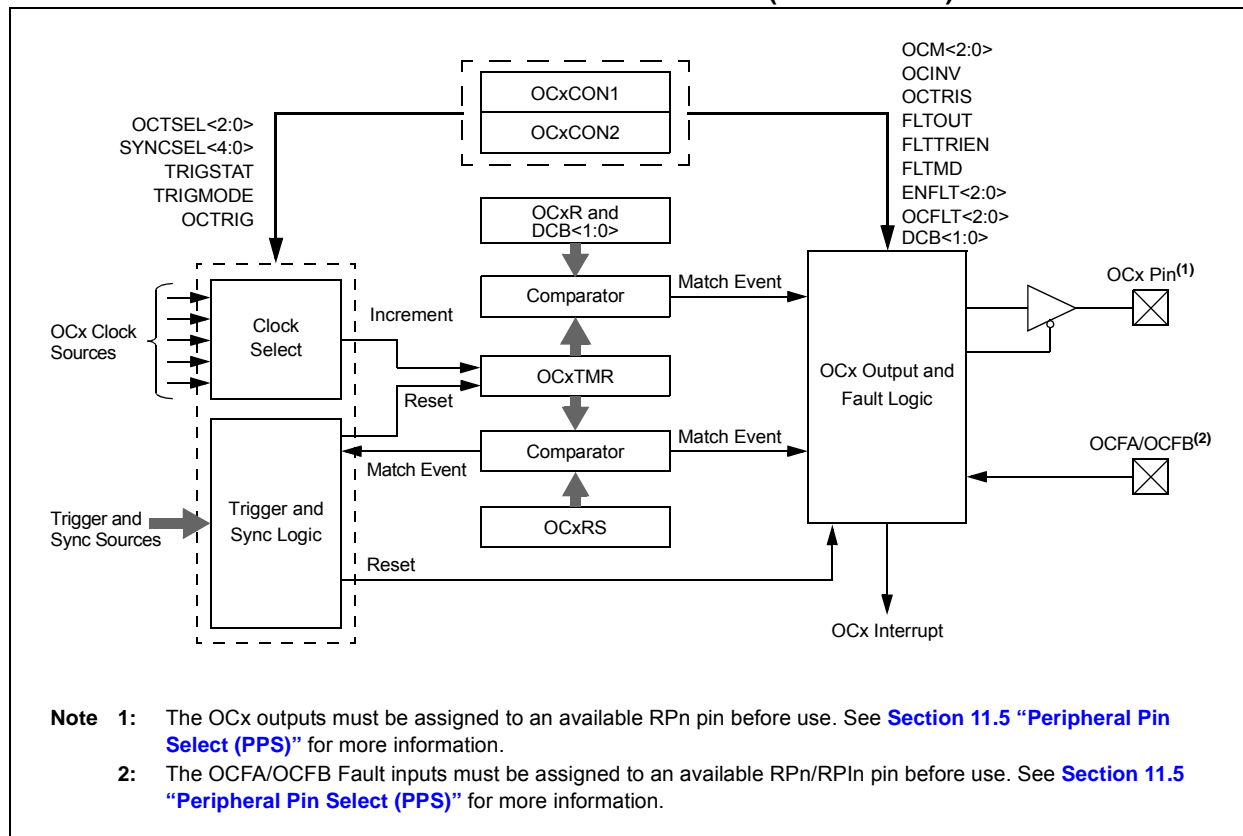 OCxCON1
OCxCON2
OCTSEL<2:0>
SYNCSEL<4:0>
TRIGSTAT
TRIGMODE
OCTRIG
OCM<2:0>
OCINV
OCTRIS
FLTOUT
FLTTRIEN
FLTMD
ENFLT<2:0>
OCFLT<2:0>
DCB<1:0>
OCxR and
DCB<1:0>
Comparator
Match Event
OCx Pin(1)
OCx Clock
Sources
Clock
Select
Increment
OCxTMR
Reset
OCx Output and
Fault Logic
Comparator
Match Event
Match Event
OCFA/OCFB(2)
Trigger and
Sync Sources
Trigger and
Sync Logic
OCxRS
Reset
OCx Interrupt
Note 1: The OCx outputs must be assigned to an available RPn pin before use. See Section 11.5 “Peripheral Pin
Select (PPS)” for more information.
2: The OCFA/OCFB Fault inputs must be assigned to an available RPn/RPIn pin before use. See Section 11.5
“Peripheral Pin Select (PPS)” for more information.